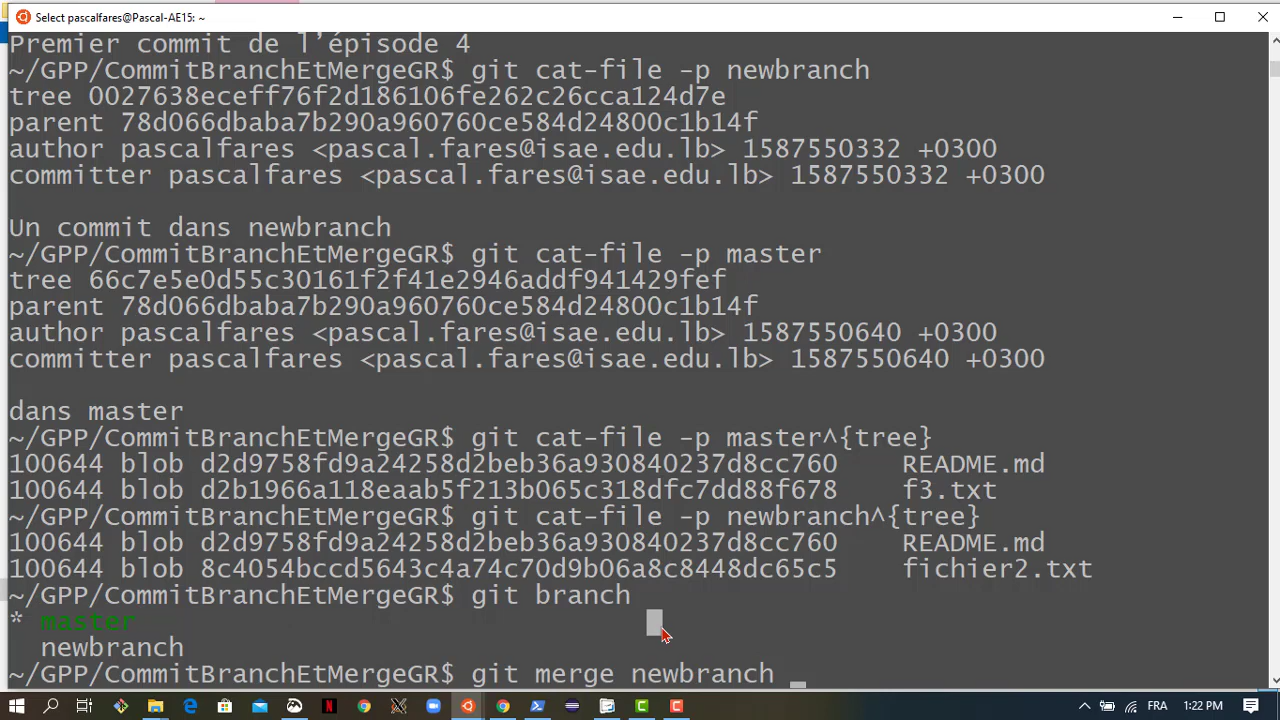 Select pascalfares@Pascal-AE15: ~
Premier commit de l'épisode 4
~/GPP/CommitBranchEtMergeGR$ git cat-file -p newbranch
tree 0027638eceff76f2d186106fe262c26cca124d7e
parent 78d066dbaba7b290a960760ce584d24800c1b14f
author pascalfares <pascal.fares@isae.edu.lb> 1587550332 +0300
committer pascalfares <pascal.fares@isae.edu.lb> 1587550332 +0300
Un commit dans newbranch
~/GPP/CommitBranchEtMergeGR$ git cat-file -p master
tree 66c7e5e0d55c30161f2f41e2946addf941429fef
parent 78d066dbaba7b290a960760ce584d24800c1b14f
author pascalfares <pascal.fares@isae.edu.lb> 1587550640 +0300
committer pascalfares <pascal.fares@isae.edu.lb> 1587550640 +0300
dans master
~/GPP/CommitBranchEtMergeGR$ git cat-file -p master^{tree}
100644 blob d2d9758fd9a24258d2beb36a930840237d8cc760 README.md
100644 blob d2b1966a118eaab5f213b065c318dfc7dd88f678 f3.txt
~/GPP/CommitBranchEtMergeGR$ git cat-file -p newbranch^{tree}
100644 blob d2d9758fd9a24258d2beb36a930840237d8cc760 README.md
100644 blob 8c4054bccd5643c4a74c70d9b06a8c8448dc65c5 fichier2.txt
~/GPP/CommitBranchEtMergeGR$ git branch
* master
newbranch
~/GPP/CommitBranchEtMergeGR$ git merge newbranch
FRA 1:22 PM